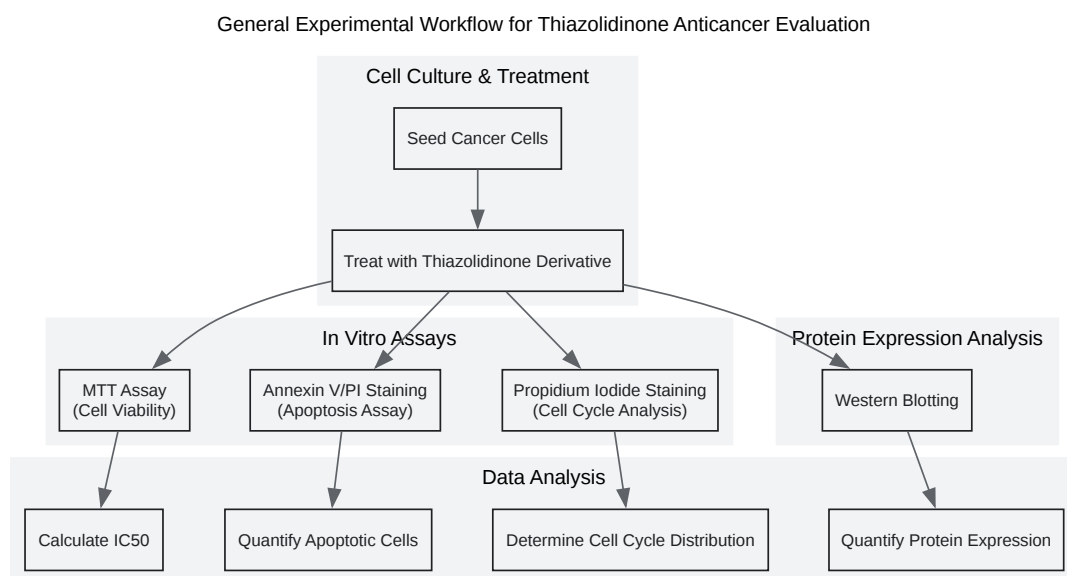 General Experimental Workflow for Thiazolidinone Anticancer Evaluation
Cell Culture & Treatment
Seed Cancer Cells
Treat with Thiazolidinone Derivative
In Vitro Assays
Protein Expression Analysis
MTT Assay
(Cell Viability)
Annexin V/PI Staining
(Apoptosis Assay)
Propidium Iodide Staining
(Cell Cycle Analysis)
Western Blotting
Data Analysis
Calculate IC50
Quantify Apoptotic Cells
Determine Cell Cycle Distribution
Quantify Protein Expression